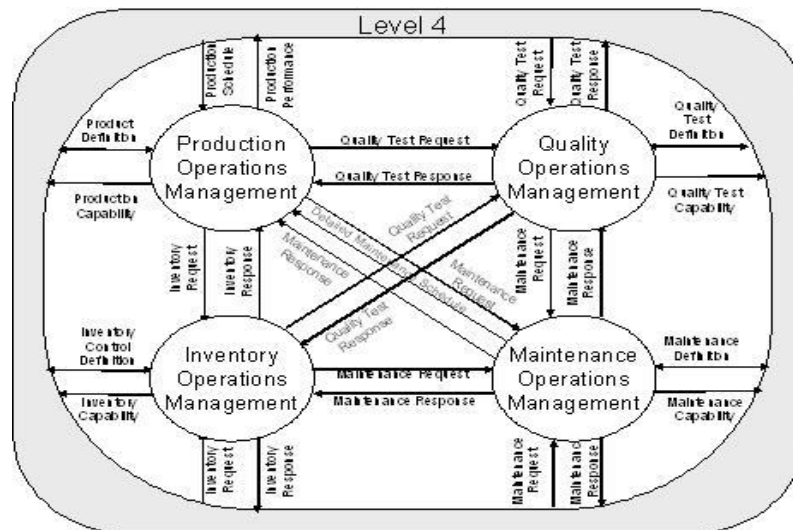 Level 4
Production
Schedule
Production
Performance
Quality Test
Request
Quality Test
Response
Product
Definition
Production
Operations
Management
Quality Test Request
Quality Test Response
Quality
Operations
Management
Quality
Test
Definition
Production
Capability
Quality Test
Capability
Inventory
Request
Inventory
Response
Maintenance
Response
Detailed Maintenance Schedule
Quality Test
Request
Maintenance
Request
Quality Test
Response
Maintenance
Request
Maintenance
Response
Inventory
Control
Definition
Inventory
Operations
Management
Maintenance Request
Maintenance Response
Maintenance
Operations
Management
Maintenance
Definition
Inventory
Capability
Maintenance
Capability
Inventory
Request
Inventory
Response
Maintenance
Request
Maintenance
Response